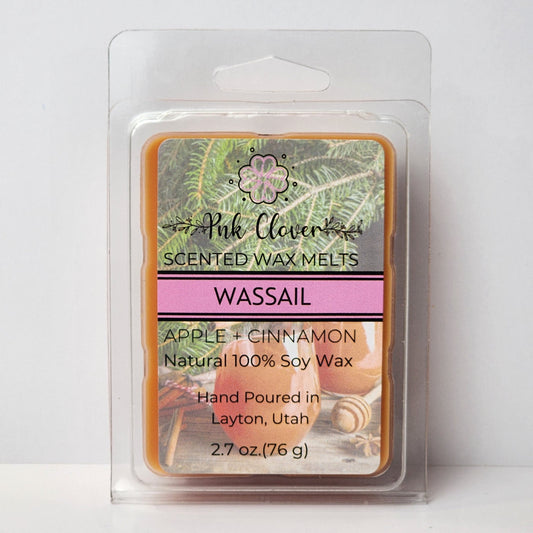 Pnk Clover
SCENTED WAX MELTS
WASSAIL
APPLE + CINNAMON
Natural 100% Soy Wax
Hand Poured in
Layton, Utah
2.7 oz.(76 g)